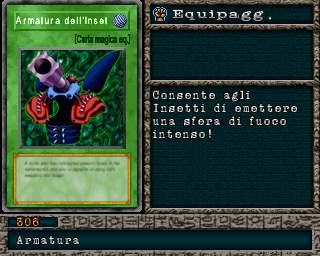 Armatura dell'Inset
[Carta magica eq.]
Equipagg.
Consente agli
Insetti di emettere
una sfera di fuoco
intenso!
306
Armatura